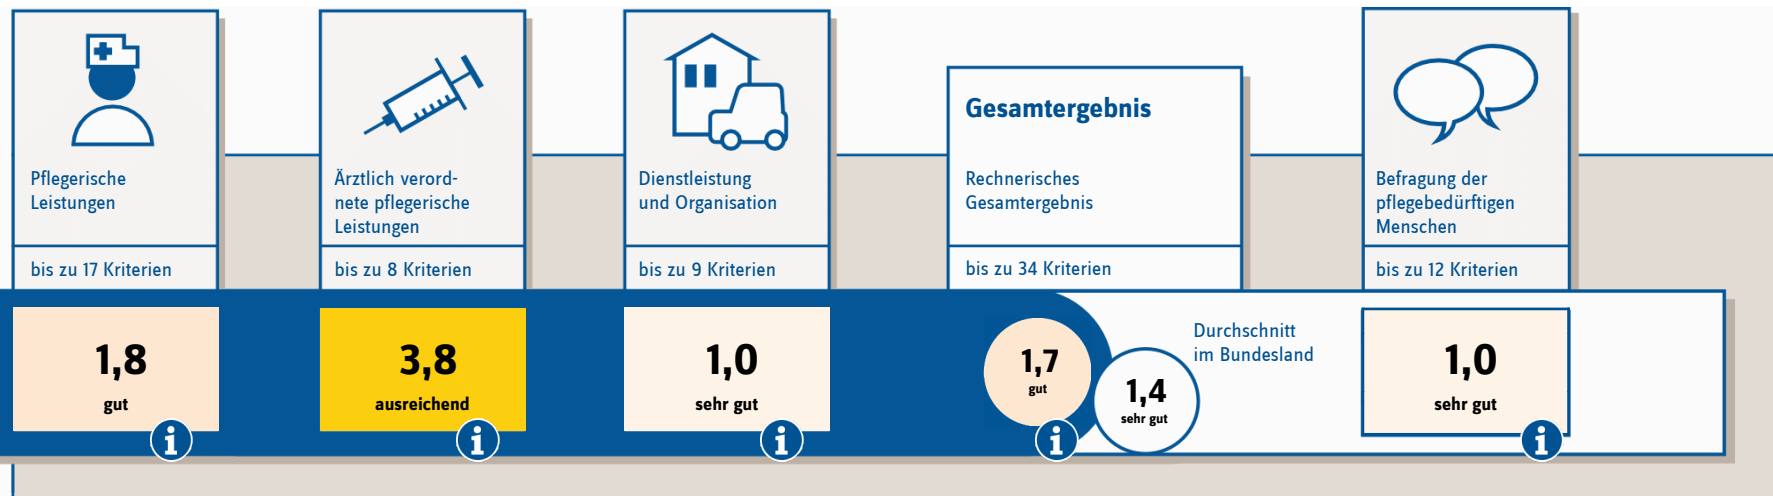 Pflegerische
Leistungen
bis zu 17 Kriterien
1,8
gut
i
Ärztlich verord-
nete pflegerische
Leistungen
bis zu 8 Kriterien
3,8
ausreichend
i
Dienstleistung
und Organisation
bis zu 9 Kriterien
1,0
sehr gut
i
Gesamtergebnis
Rechnerisches
Gesamtergebnis
bis zu 34 Kriterien
1,7
gut
i
Durchschnitt
im Bundesland
1,4
sehr gut
Befragung der
pflegebedürftigen
Menschen
bis zu 12 Kriterien
1,0
sehr gut
i